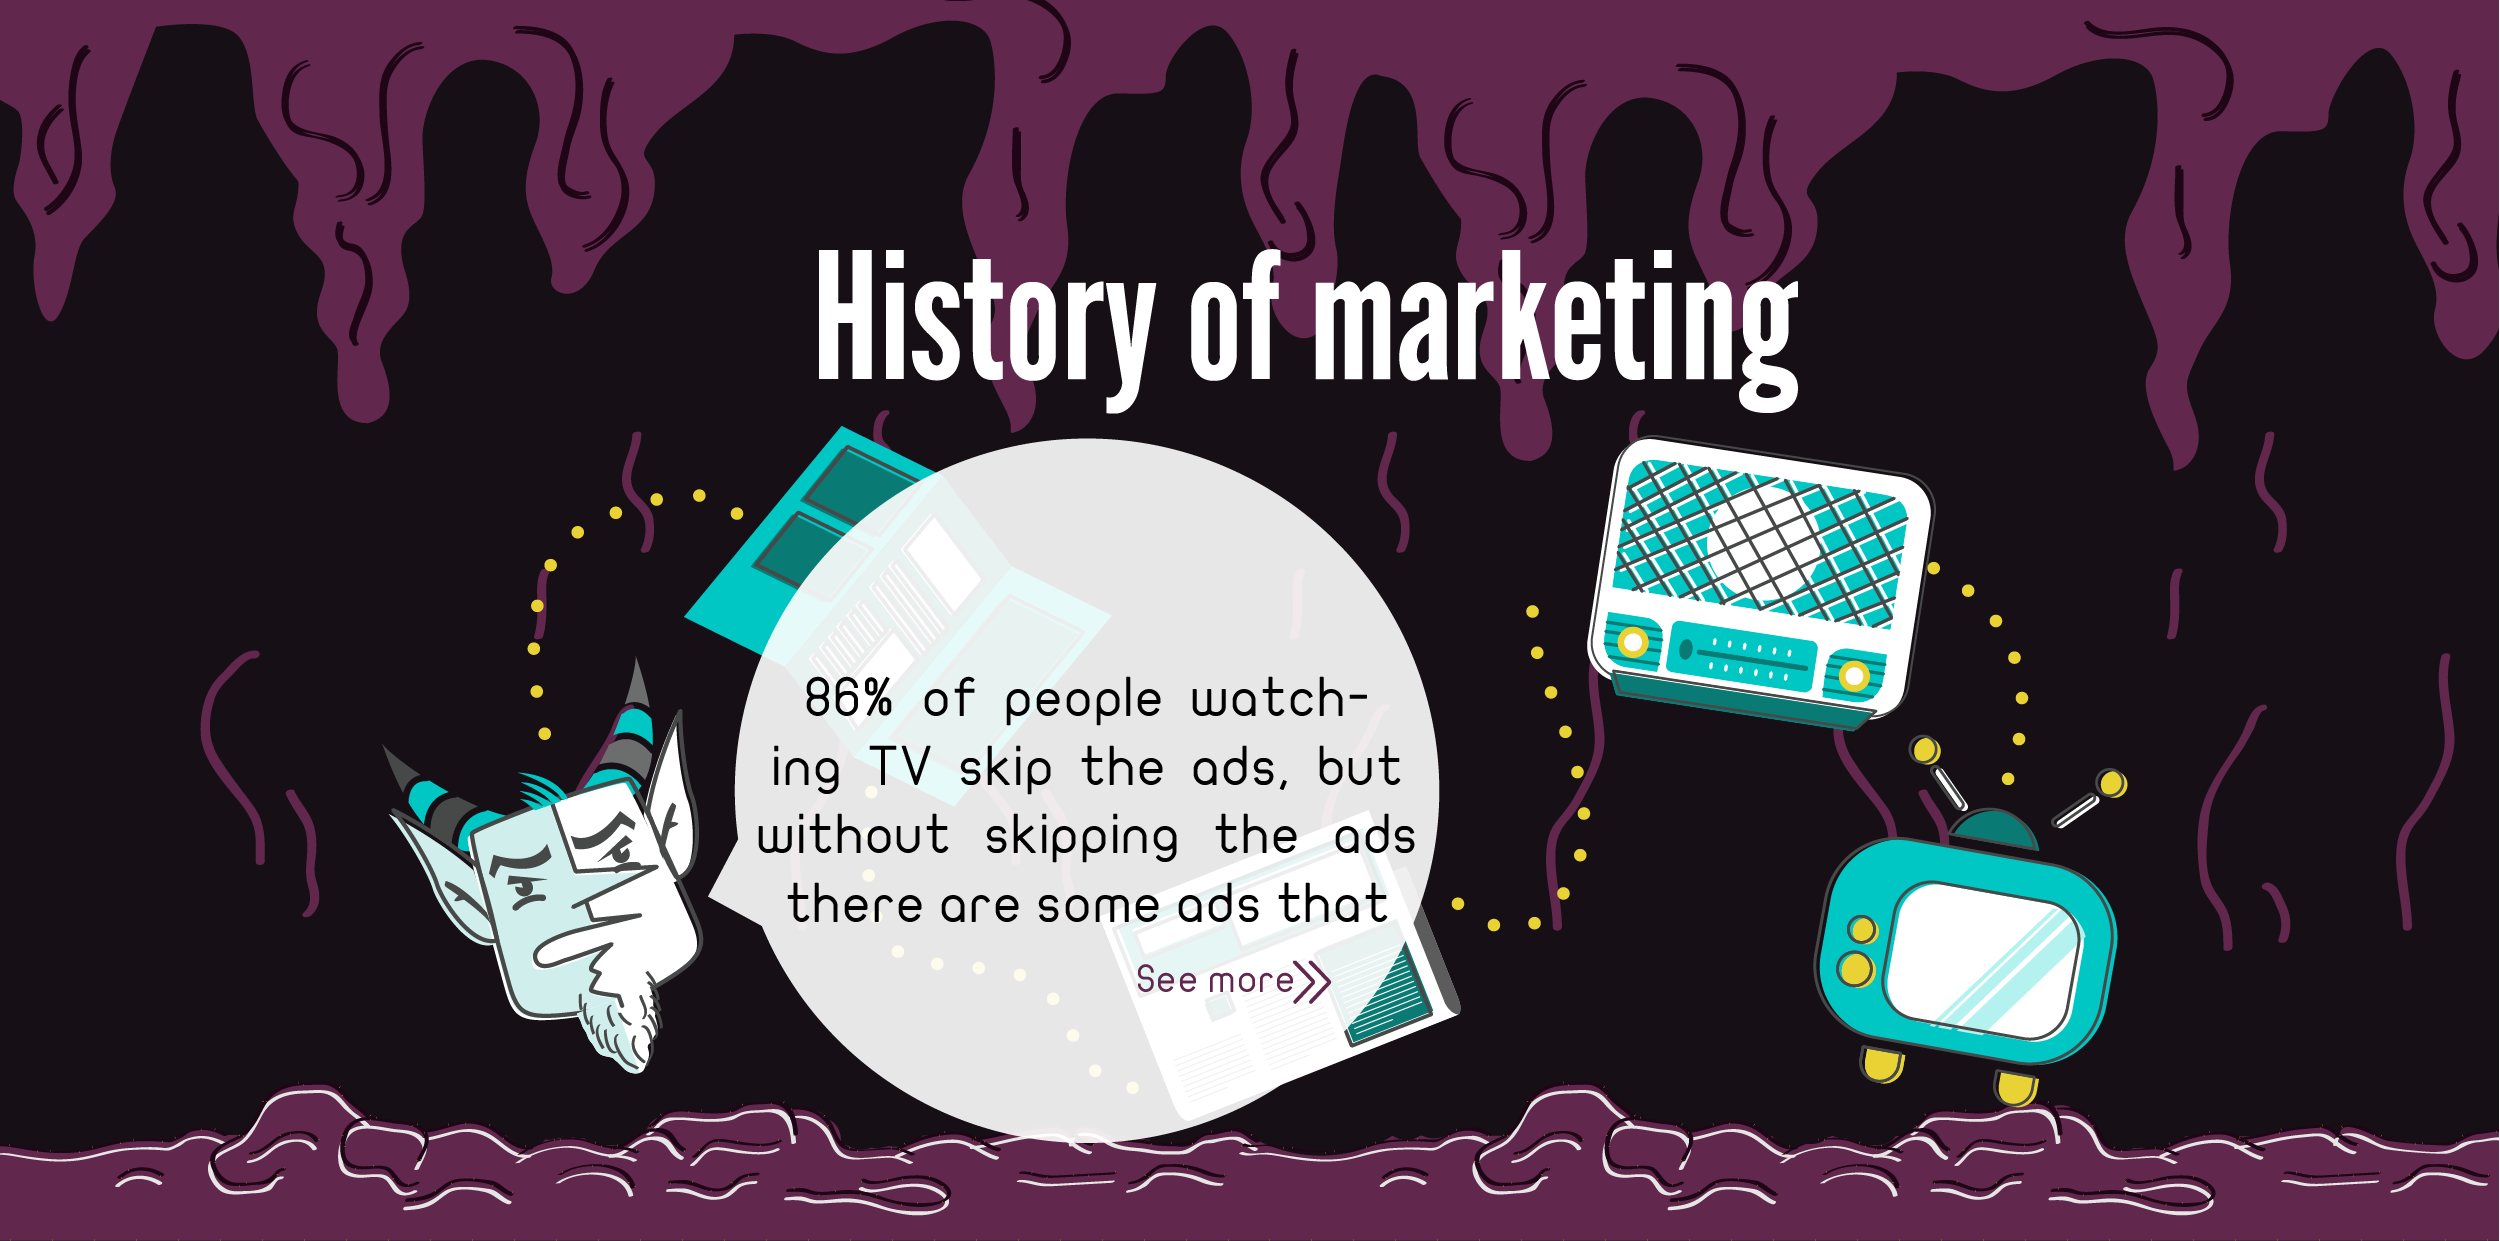 History of marketing
86% of people watch-
ing TV skip the ads, but
without skipping the ads
there are some ads that
See more